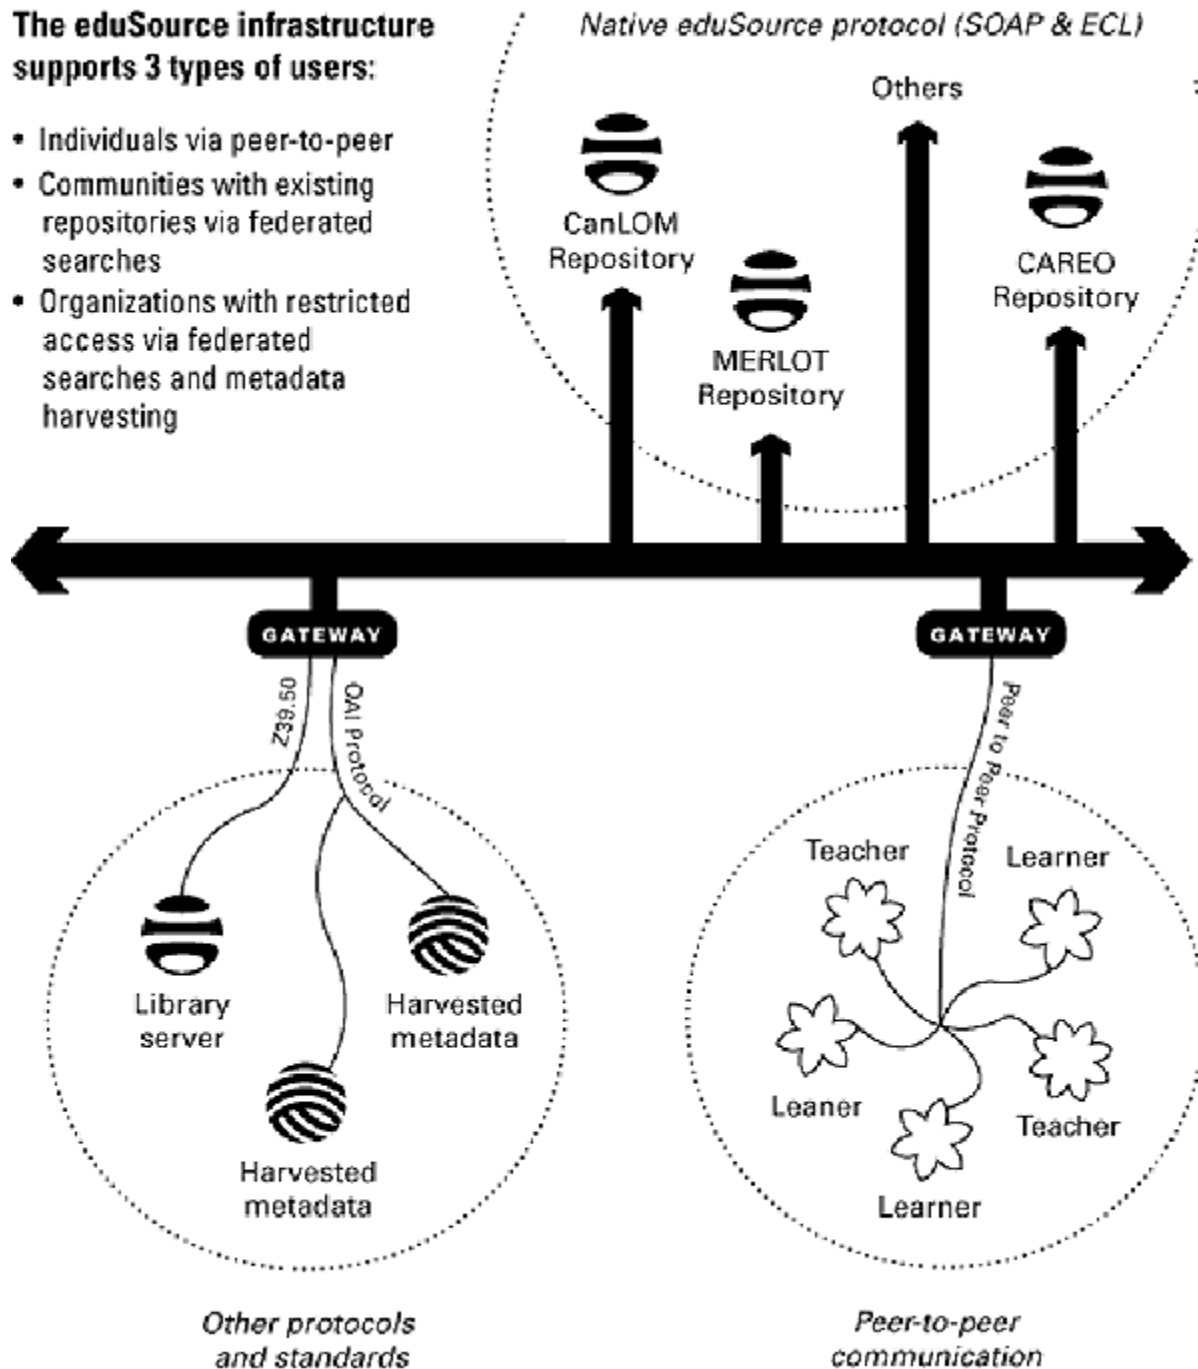 The eduSource infrastructure
supports 3 types of users:
• Individuals via peer-to-peer
• Communities with existing
repositories via federated
searches
• Organizations with restricted
access via federated
searches and metadata
harvesting
Native eduSource protocol (SOAP & ECL)
Others
CanLOM
Repository
MERLOT
Repository
CAREO
Repository
GATEWAY
GATEWAY
Z39.50
OAI Protocal
Peer to Peer Protocol
Library
server
Harvested
metadata
Harvested
metadata
Teacher
Learner
Leaner
Teacher
Learner
Other protocols
and standards
Peer-to-peer
communication